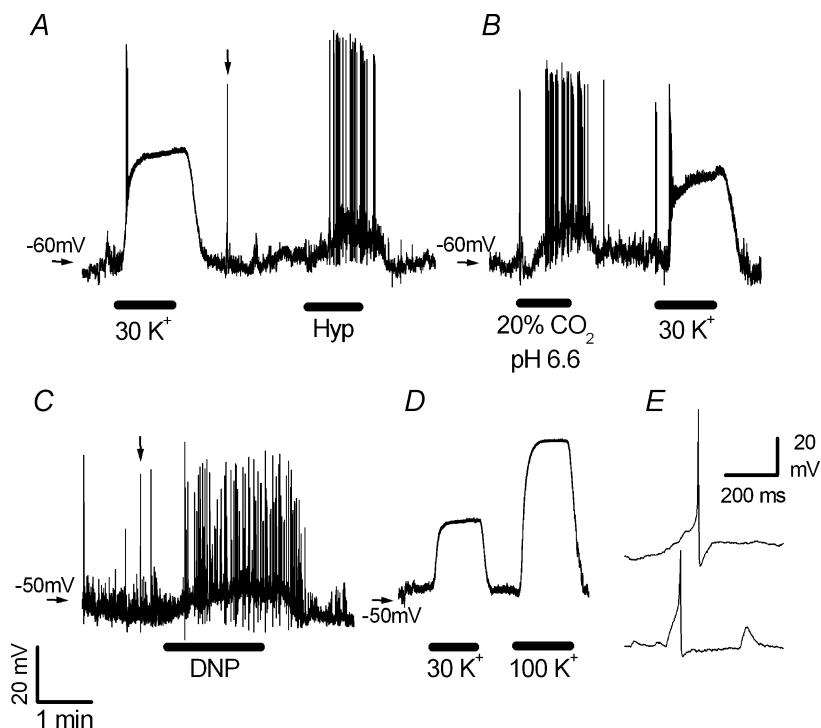 A
B
-60mV
-60mV
30 K⁺
Hyp
20% CO₂
pH 6.6
30 K⁺
C
D
E
20
mV
200 ms
-50mV
-50mV
DNP
30 K⁺
100 K⁺
20 mV
1 min